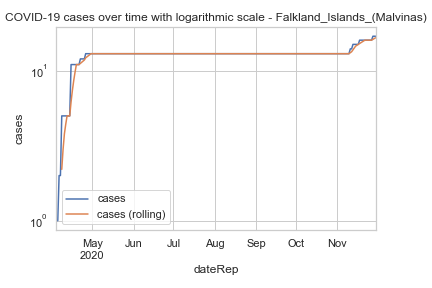 COVID-19 cases over time with logarithmic scale - Falkland_Islands_(Malvinas)
10¹
10⁰
cases
cases
cases (rolling)
May
2020
Jun
Jul
Aug
Sep
Oct
Nov
dateRep